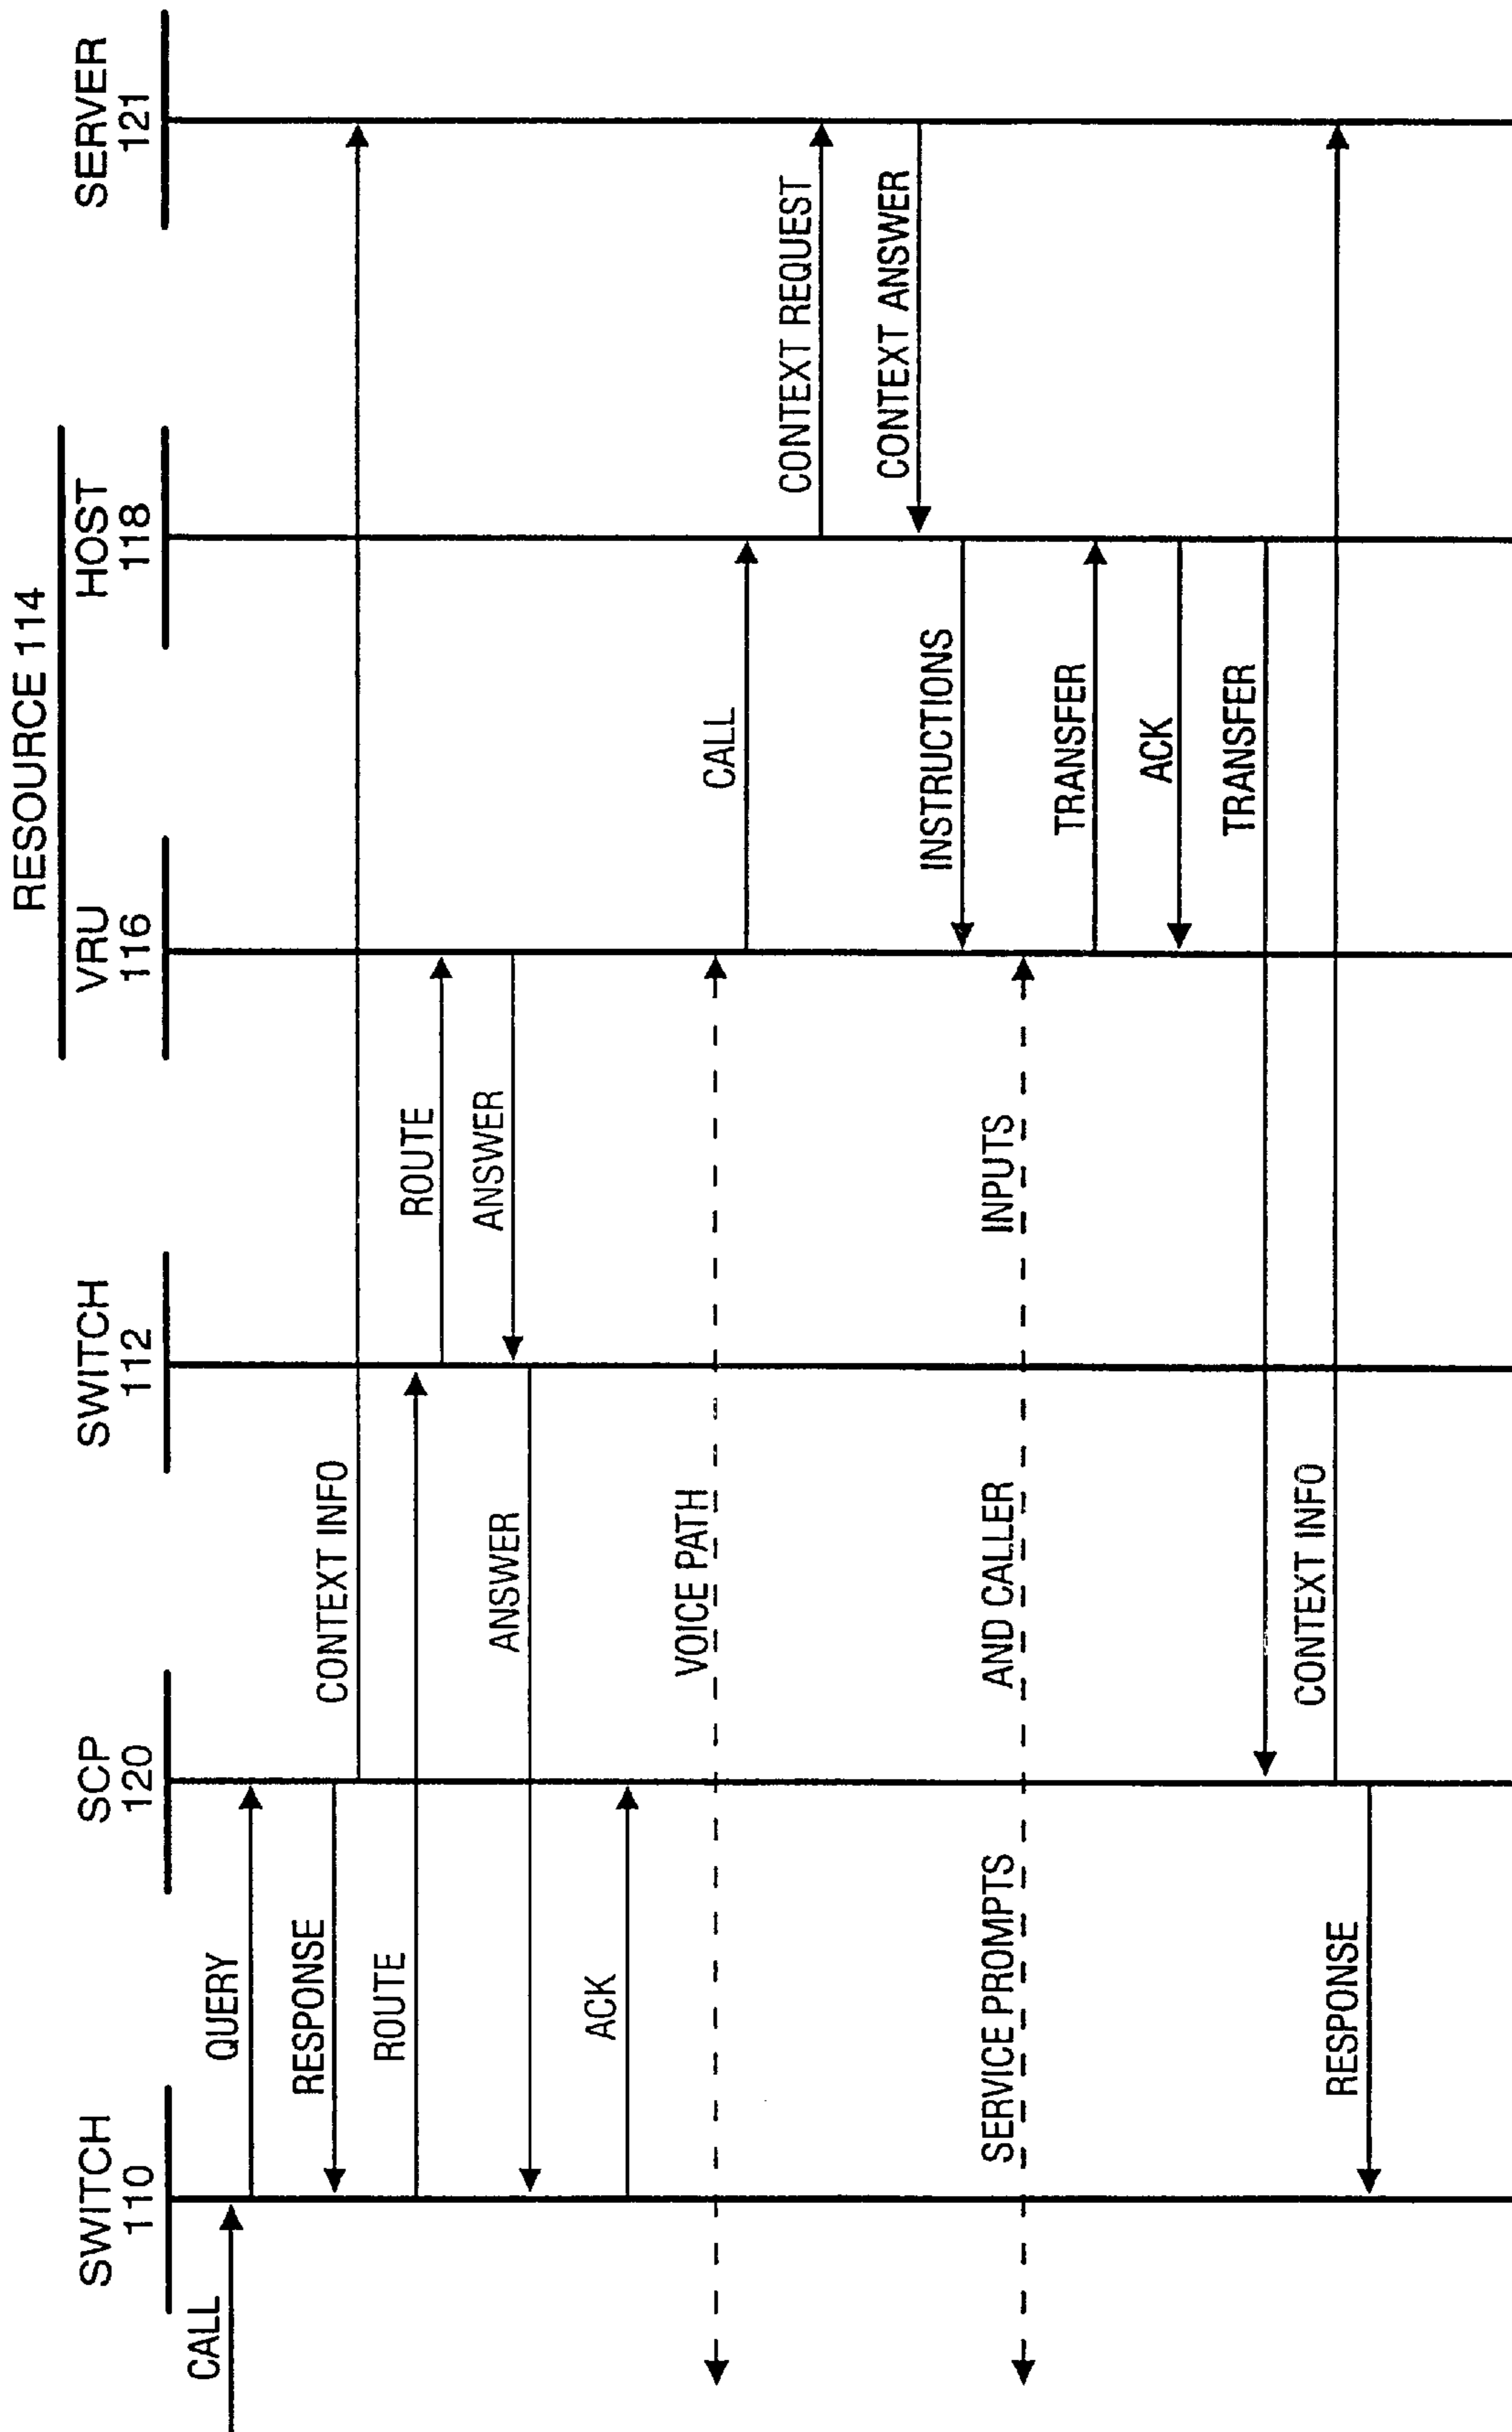 RESOURCE 114
SWITCH
110
SCP
120
SWITCH
112
VRU
116
HOST
118
SERVER
121
CALL
QUERY
RESPONSE
CONTEXT INFO
ROUTE
ROUTE
ANSWER
ANSWER
ACK
VOICE PATH
CALL
CONTEXT REQUEST
CONTEXT ANSWER
INSTRUCTIONS
SERVICE PROMPTS AND CALLER INPUTS
TRANSFER
ACK
TRANSFER
CONTEXT INFO
RESPONSE